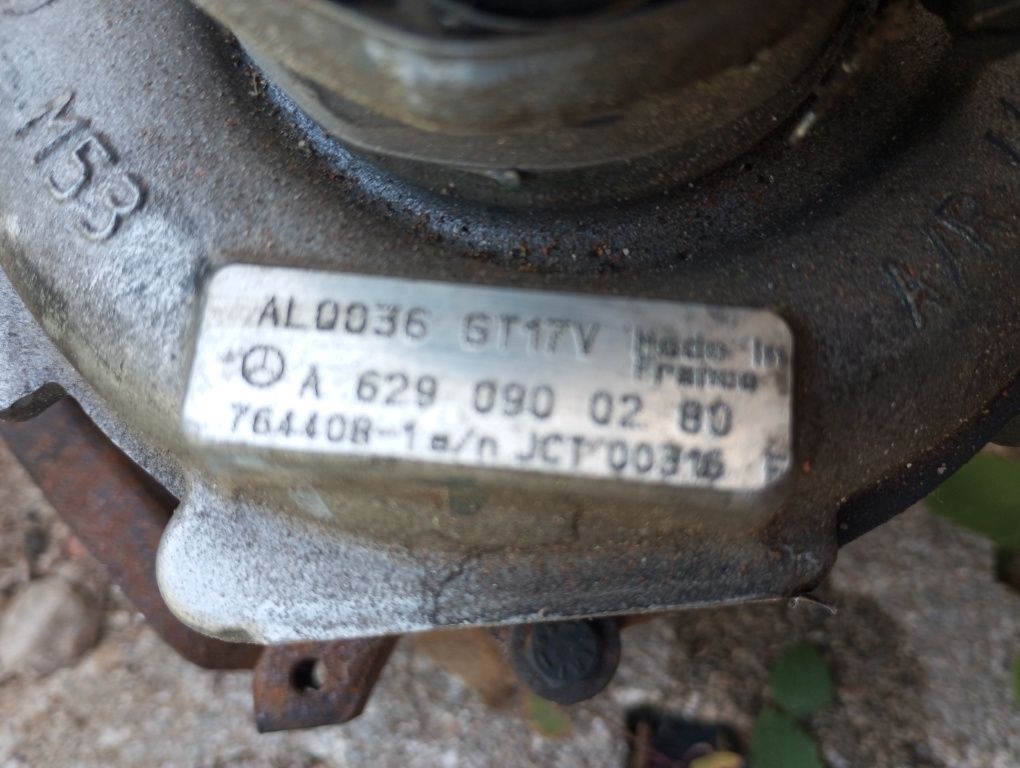 M53
A/R
AL0036 GT17V Made in
France
A 629 090 02 80
764408-1 s/n JCT 00316